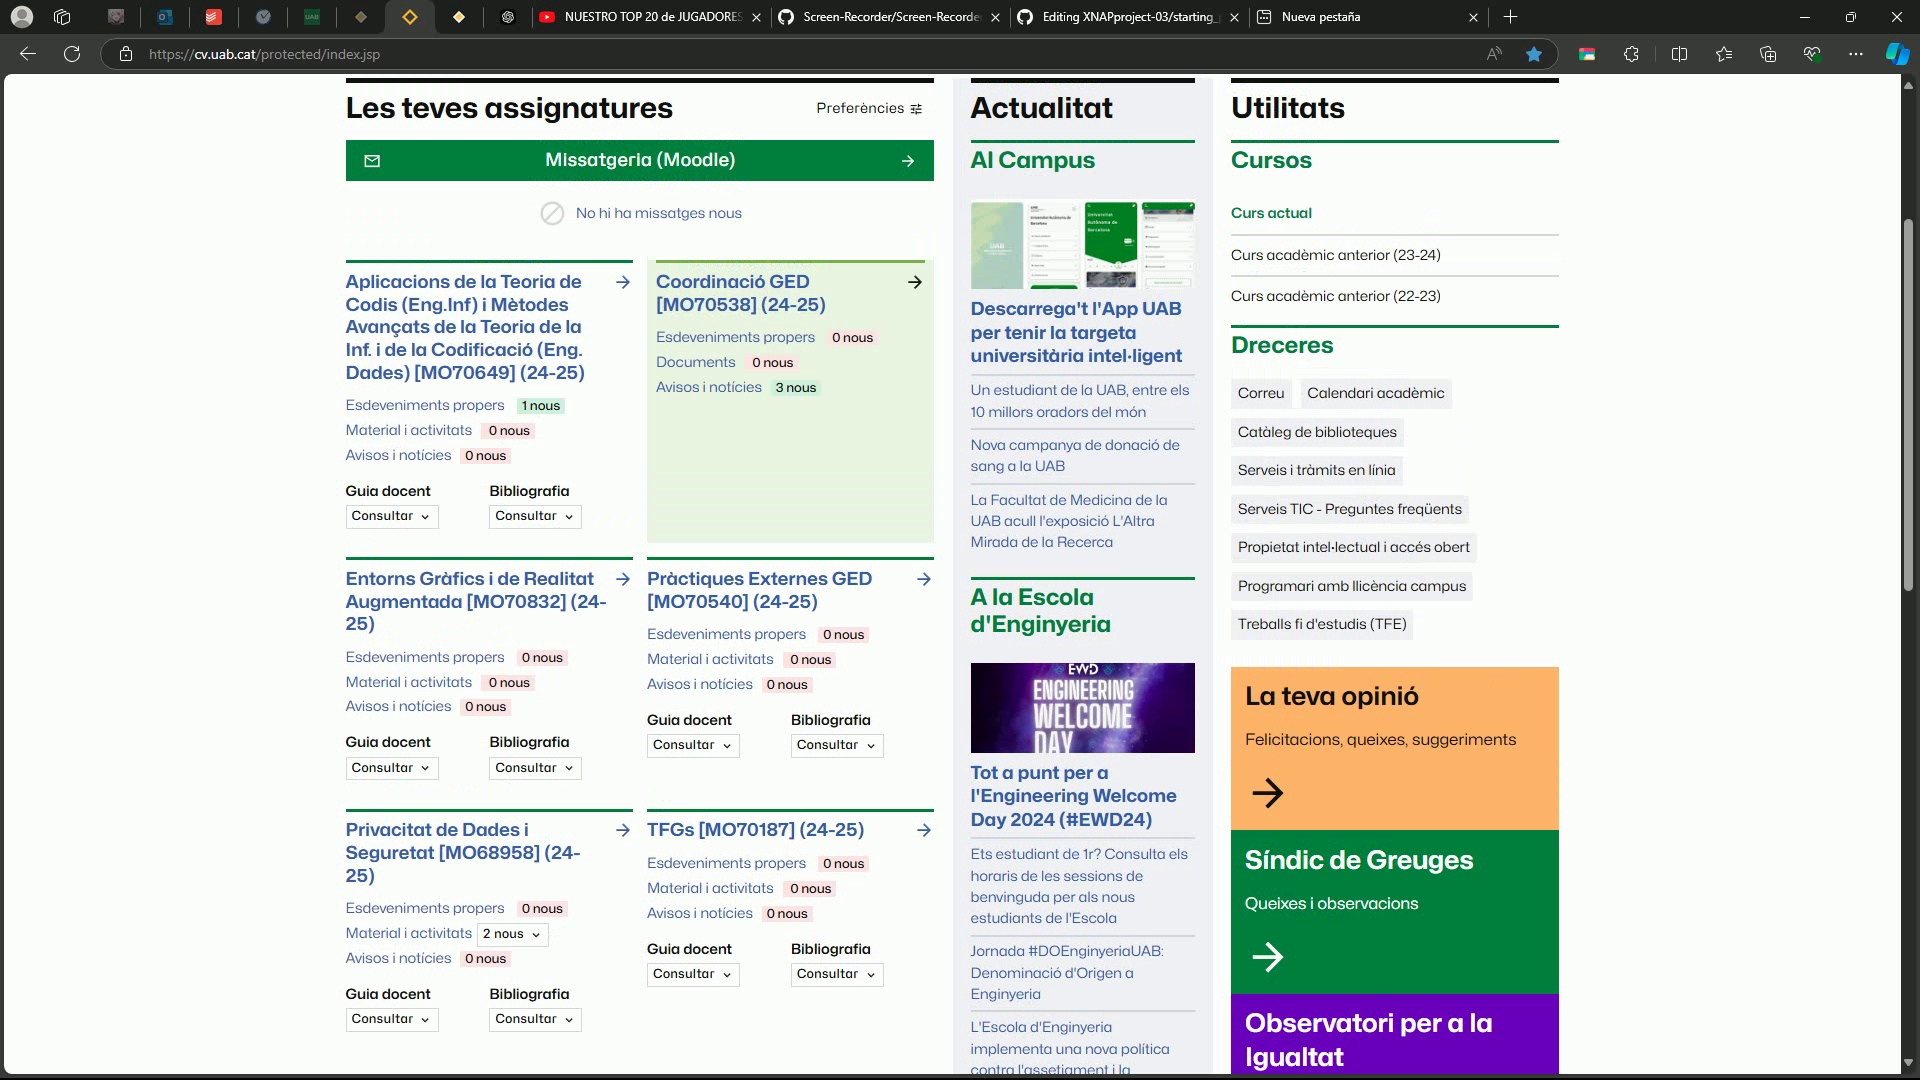 NUESTRO TOP 20 de JUGADORES
Screen-Recorder/Screen-Recorde
Editing XNAPproject-03/starting_
Nueva pestaña
https://cv.uab.cat/protected/index.jsp
Les teves assignatures
Preferències
Missatgeria (Moodle)
No hi ha missatges nous
Aplicacions de la Teoria de
Codis (Eng.Inf) i Mètodes
Avançats de la Teoria de la
Inf. i de la Codificació (Eng.
Dades) [MO70649] (24-25)
Esdeveniments propers 1 nous
Material i activitats 0 nous
Avisos i notícies 0 nous
Guia docent Bibliografia
Consultar Consultar
Coordinació GED
[MO70538] (24-25)
Esdeveniments propers 0 nous
Documents 0 nous
Avisos i notícies 3 nous
Entorns Gràfics i de Realitat
Augmentada [MO70832] (24-
25)
Esdeveniments propers 0 nous
Material i activitats 0 nous
Avisos i notícies 0 nous
Guia docent Bibliografia
Consultar Consultar
Pràctiques Externes GED
[MO70540] (24-25)
Esdeveniments propers 0 nous
Material i activitats 0 nous
Avisos i notícies 0 nous
Guia docent Bibliografia
Consultar Consultar
Privacitat de Dades i
Seguretat [MO68958] (24-
25)
Esdeveniments propers 0 nous
Material i activitats 2 nous
Avisos i notícies 0 nous
Guia docent Bibliografia
Consultar Consultar
TFGs [MO70187] (24-25)
Esdeveniments propers 0 nous
Material i activitats 0 nous
Avisos i notícies 0 nous
Guia docent Bibliografia
Consultar Consultar
Actualitat
Al Campus
Descarrega't l'App UAB
per tenir la targeta
universitària intel·ligent
Un estudiant de la UAB, entre els
10 millors oradors del món
Nova campanya de donació de
sang a la UAB
La Facultat de Medicina de la
UAB acull l'exposició L'Altra
Mirada de la Recerca
A la Escola
d'Enginyeria
EWD
ENGINEERING
WELCOME
DAY
Tot a punt per a
l'Engineering Welcome
Day 2024 (#EWD24)
Ets estudiant de 1r? Consulta els
horaris de les sessions de
benvinguda per als nous
estudiants de l'Escola
Jornada #DOEnginyeriaUAB:
Denominació d'Origen a
Enginyeria
L'Escola d'Enginyeria
implementa una nova política
contra l'assetjament i la
Utilitats
Cursos
Curs actual
Curs acadèmic anterior (23-24)
Curs acadèmic anterior (22-23)
Dreceres
Correu Calendari acadèmic
Catàleg de biblioteques
Serveis i tràmits en línia
Serveis TIC - Preguntes freqüents
Propietat intel·lectual i accés obert
Programari amb llicència campus
Treballs fi d'estudis (TFE)
La teva opinió
Felicitacions, queixes, suggeriments
Síndic de Greuges
Queixes i observacions
Observatori per a la
Igualtat